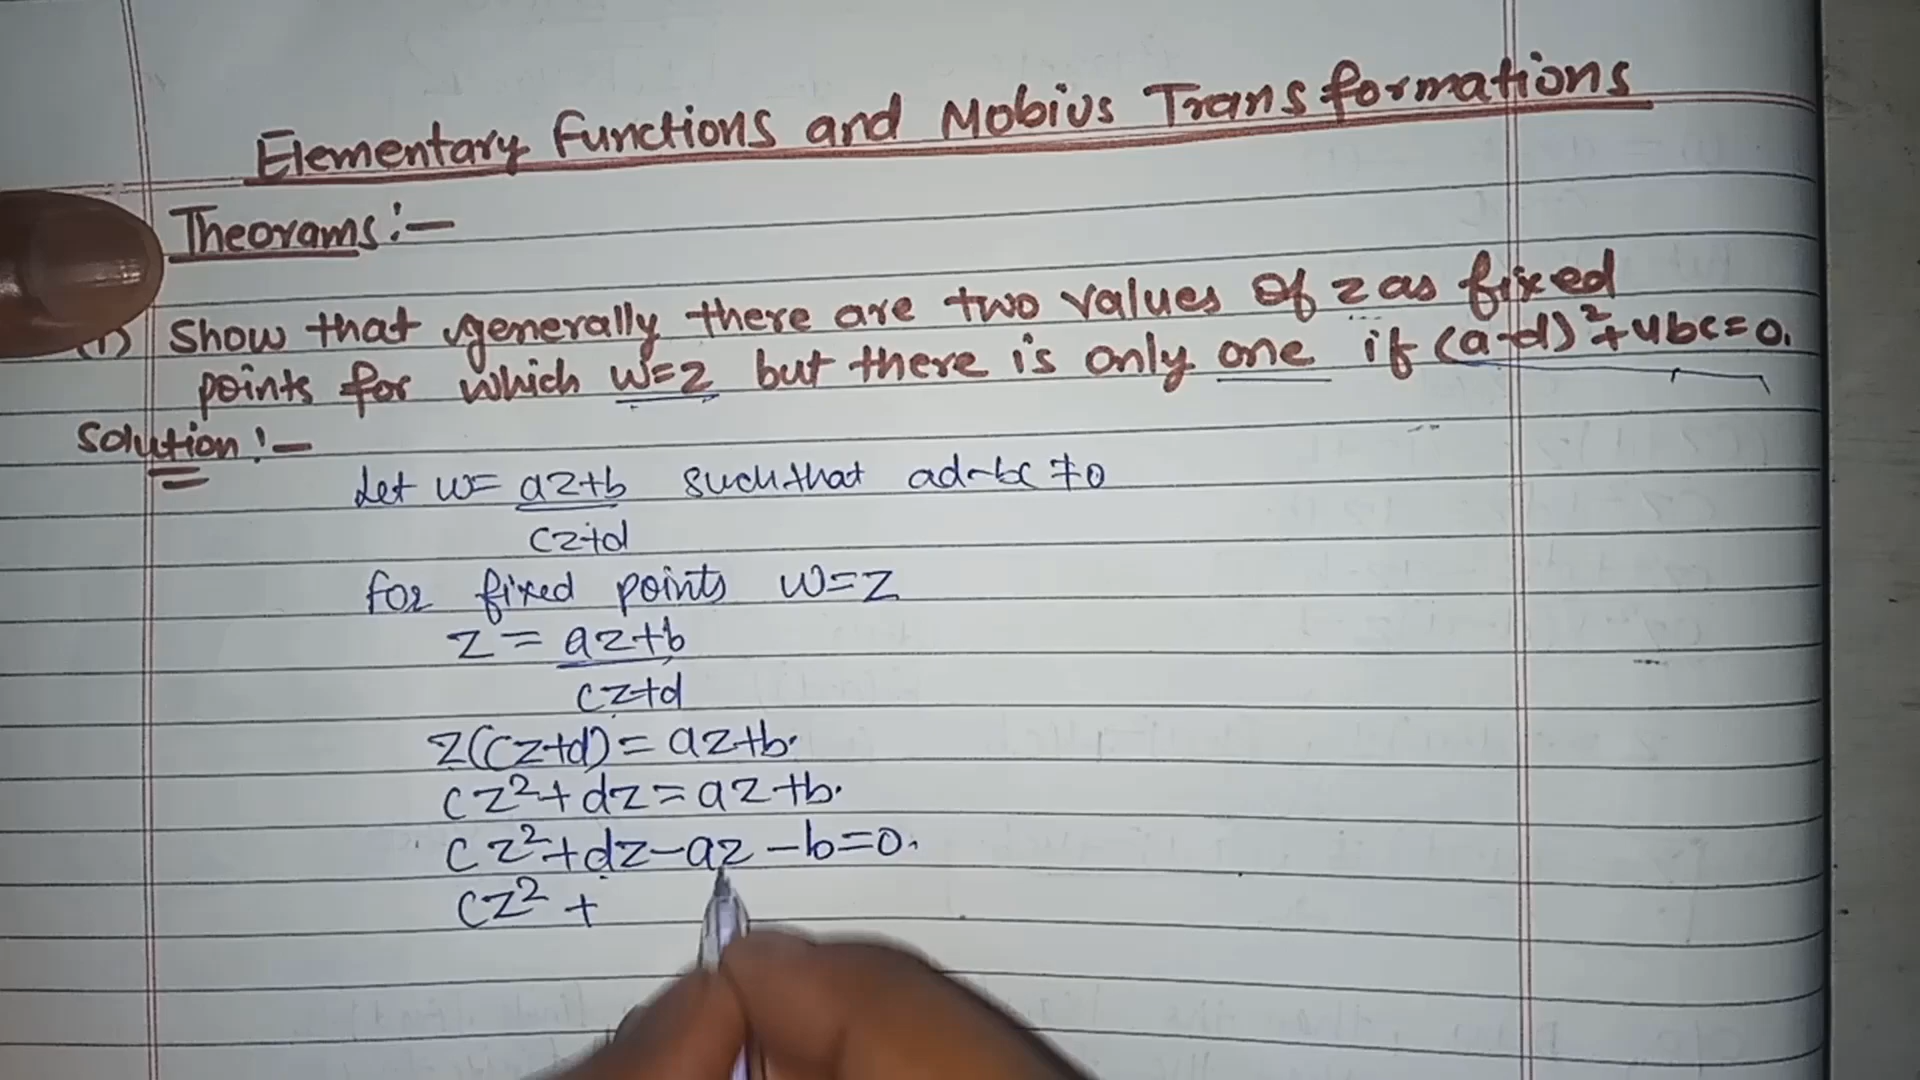 Elementary Functions and Mobius Transformations
Theorams:-
(1) Show that generally there are two values of z as fixed
points for which w=z but there is only one if (a-d)²+4bc=0.
Solution:-
Let w= az+b such that ad-bc≠0
cz+d
for fixed points w=z
z = az+b
cz+d
z(cz+d)=az+b.
cz²+dz=az+b.
cz²+dz-az-b=0.
cz²+